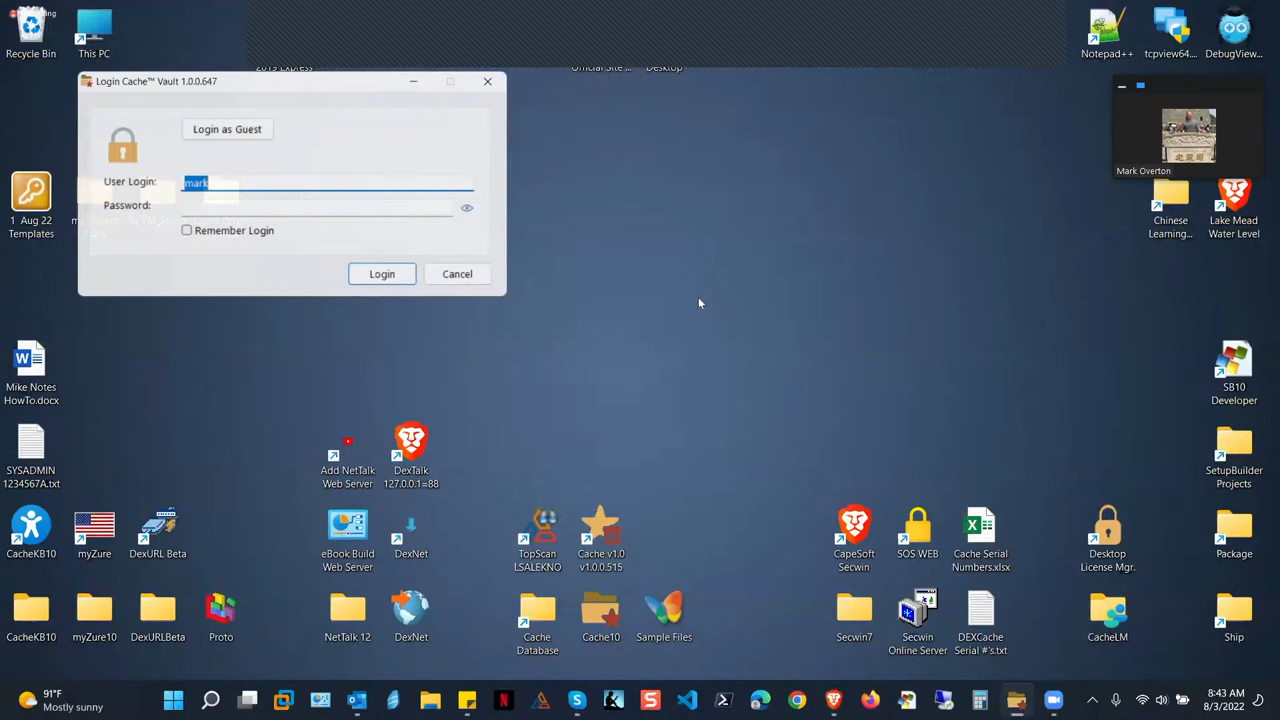 Recycle Bin
This PC
2019 Express
Official Site ...
Desktop
Notepad++
tcpview64....
DebugView...
Login Cache™ Vault 1.0.0.647
Login as Guest
User Login:
mark
Password:
Remember Login
Login
Cancel
Mark Overton
1 Aug 22
Templates
Chinese
Learning...
Lake Mead
Water Level
Mike Notes
HowTo.docx
SB10
Developer
SYSADMIN
1234567A.txt
Add NetTalk
Web Server
DexTalk
127.0.0.1=88
SetupBuilder
Projects
CacheKB10
myZure
DexURL Beta
eBook Build
Web Server
DexNet
TopScan
LSALEKNO
Cache v1.0
v1.0.0.515
CapeSoft
Secwin
SOS WEB
Cache Serial
Numbers.xlsx
Desktop
License Mgr.
Package
CacheKB10
myZure10
DexURLBeta
Proto
NetTalk 12
DexNet
Cache
Database
Cache10
Sample Files
Secwin7
Secwin
Online Server
DEXCache
Serial #'s.txt
CacheLM
Ship
91°F
Mostly sunny
8:43 AM
8/3/2022